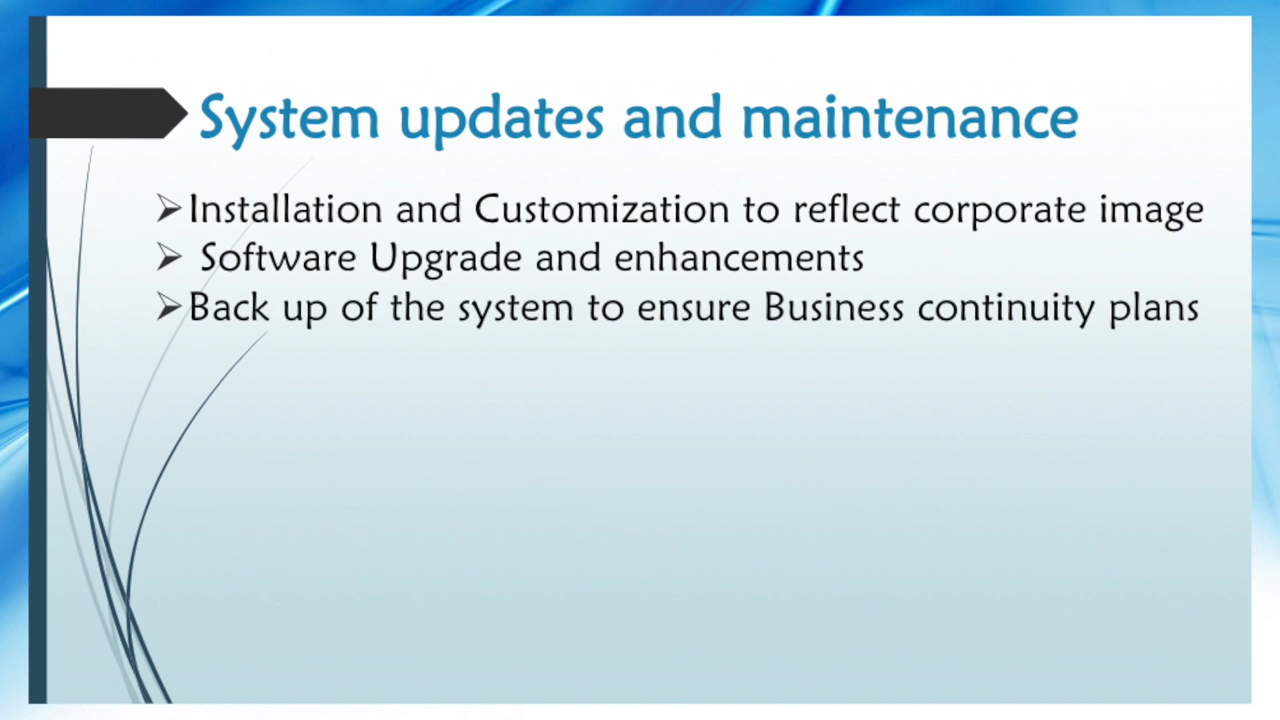 System updates and maintenance
➢Installation and Customization to reflect corporate image
➢ Software Upgrade and enhancements
➢Back up of the system to ensure Business continuity plans